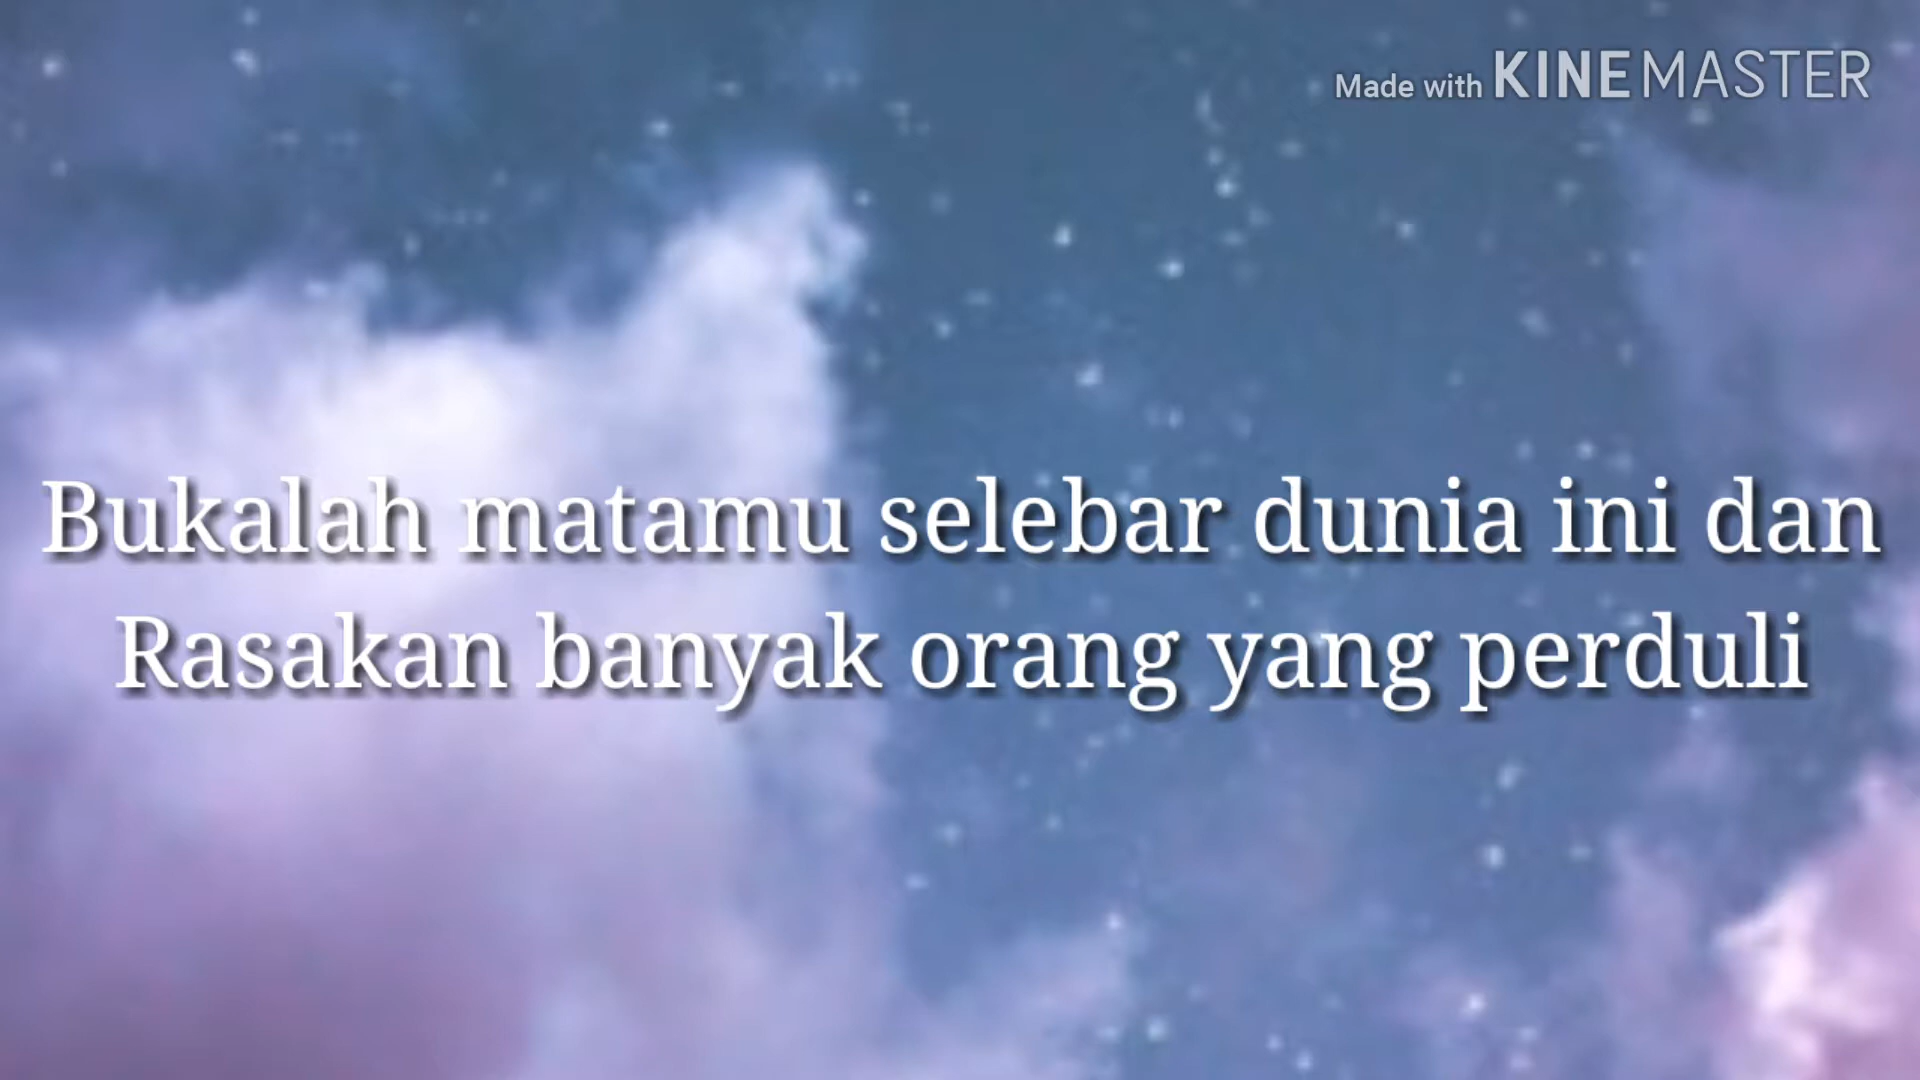 Made with KINEMASTER
Bukalah matamu selebar dunia ini dan
Rasakan banyak orang yang perduli